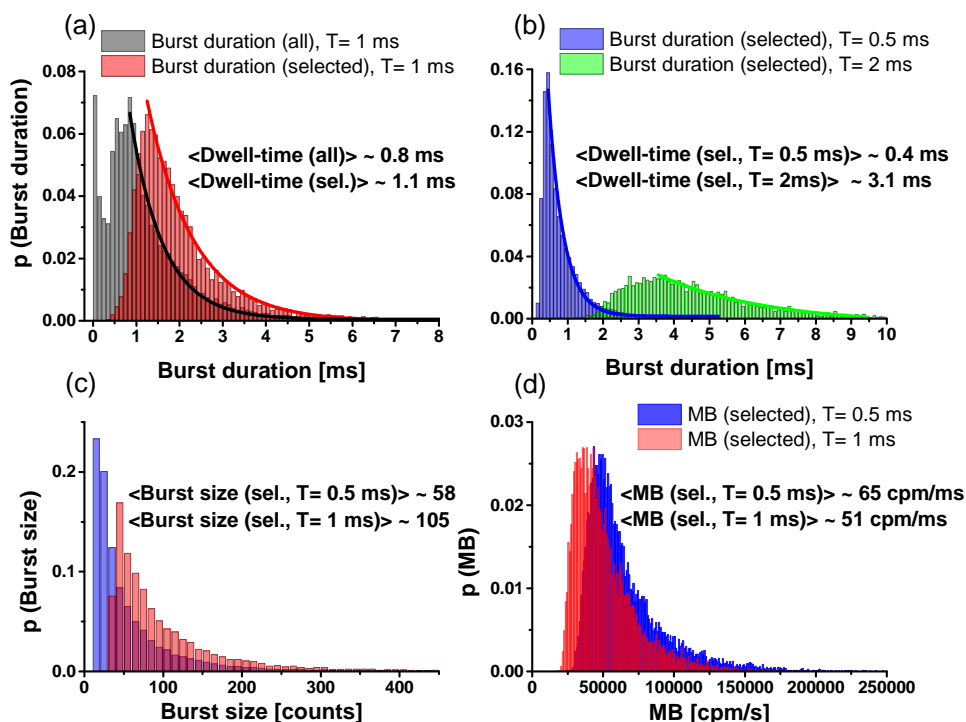 (a)
Burst duration (all), T= 1 ms
Burst duration (selected), T= 1 ms
0.08
0.06
0.04
0.02
0.00
p (Burst duration)
<Dwell-time (all)> ~ 0.8 ms
<Dwell-time (sel.)> ~ 1.1 ms
0 1 2 3 4 5 6 7 8
Burst duration [ms]
(b)
Burst duration (selected), T= 0.5 ms
Burst duration (selected), T= 2 ms
0.16
0.12
0.08
0.04
0.00
<Dwell-time (sel., T= 0.5 ms)> ~ 0.4 ms
<Dwell-time (sel., T= 2ms)> ~ 3.1 ms
0 1 2 3 4 5 6 7 8 9 10
Burst duration [ms]
(c)
0.2
0.1
0.0
p (Burst size)
<Burst size (sel., T= 0.5 ms)> ~ 58
<Burst size (sel., T= 1 ms)> ~ 105
0 100 200 300 400
Burst size [counts]
(d)
MB (selected), T= 0.5 ms
MB (selected), T= 1 ms
0.03
0.02
0.01
0.00
p (MB)
<MB (sel., T= 0.5 ms)> ~ 65 cpm/ms
<MB (sel., T= 1 ms)> ~ 51 cpm/ms
0 50000 100000 150000 200000 250000
MB [cpm/s]